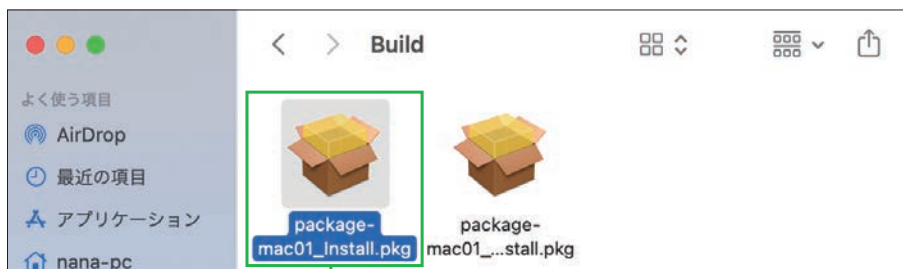 Build
よく使う項目
AirDrop
最近の項目
アプリケーション
nana-pc
package-
mac01_Install.pkg
package-
mac01_...stall.pkg